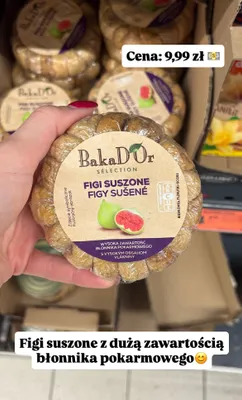 Cena: 9,99 zł 💴
BakaD'Or
SÉLECTION
FIGI SUSZONE
FIGY SUŠENÉ
WYSOKA ZAWARTOŚĆ
BŁONNIKA POKARMOWEGO
S VYSOKÝM OBSAHEM
VLÁKNINY
Figi suszone z dużą zawartością
błonnika pokarmowego😊